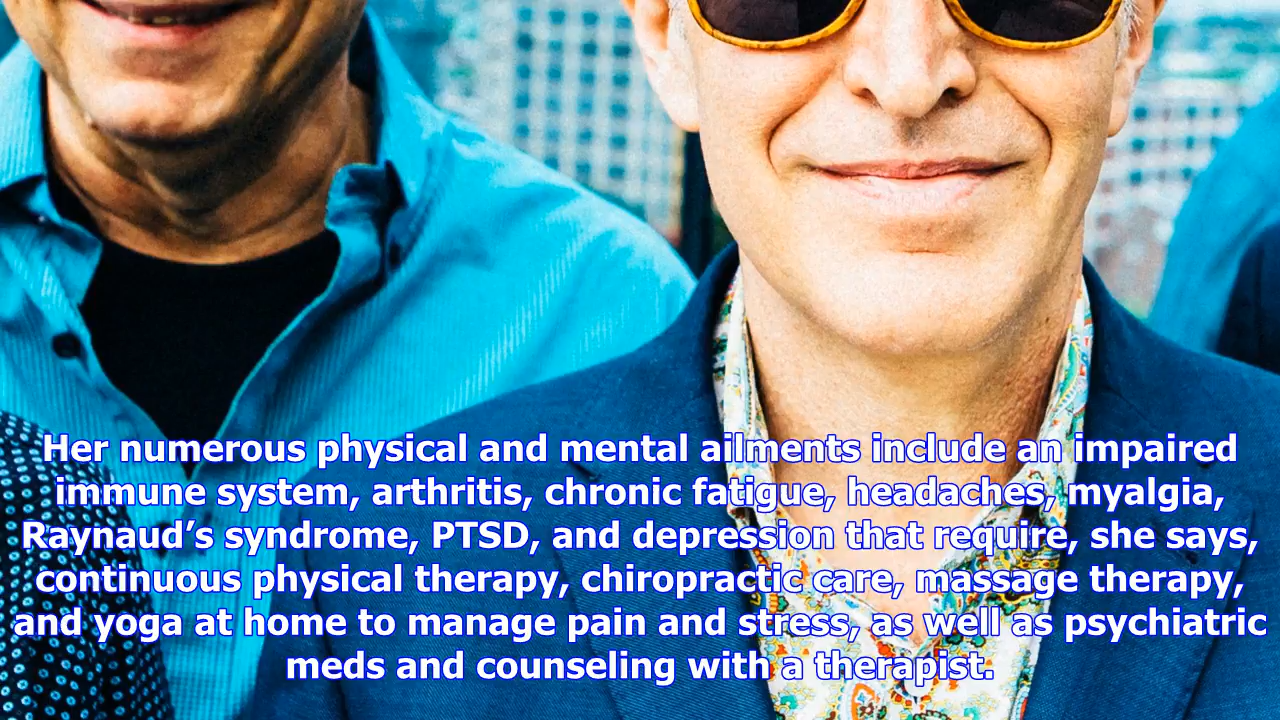 Her numerous physical and mental ailments include an impaired
immune system, arthritis, chronic fatigue, headaches, myalgia,
Raynaud’s syndrome, PTSD, and depression that require, she says,
continuous physical therapy, chiropractic care, massage therapy,
and yoga at home to manage pain and stress, as well as psychiatric
meds and counseling with a therapist.